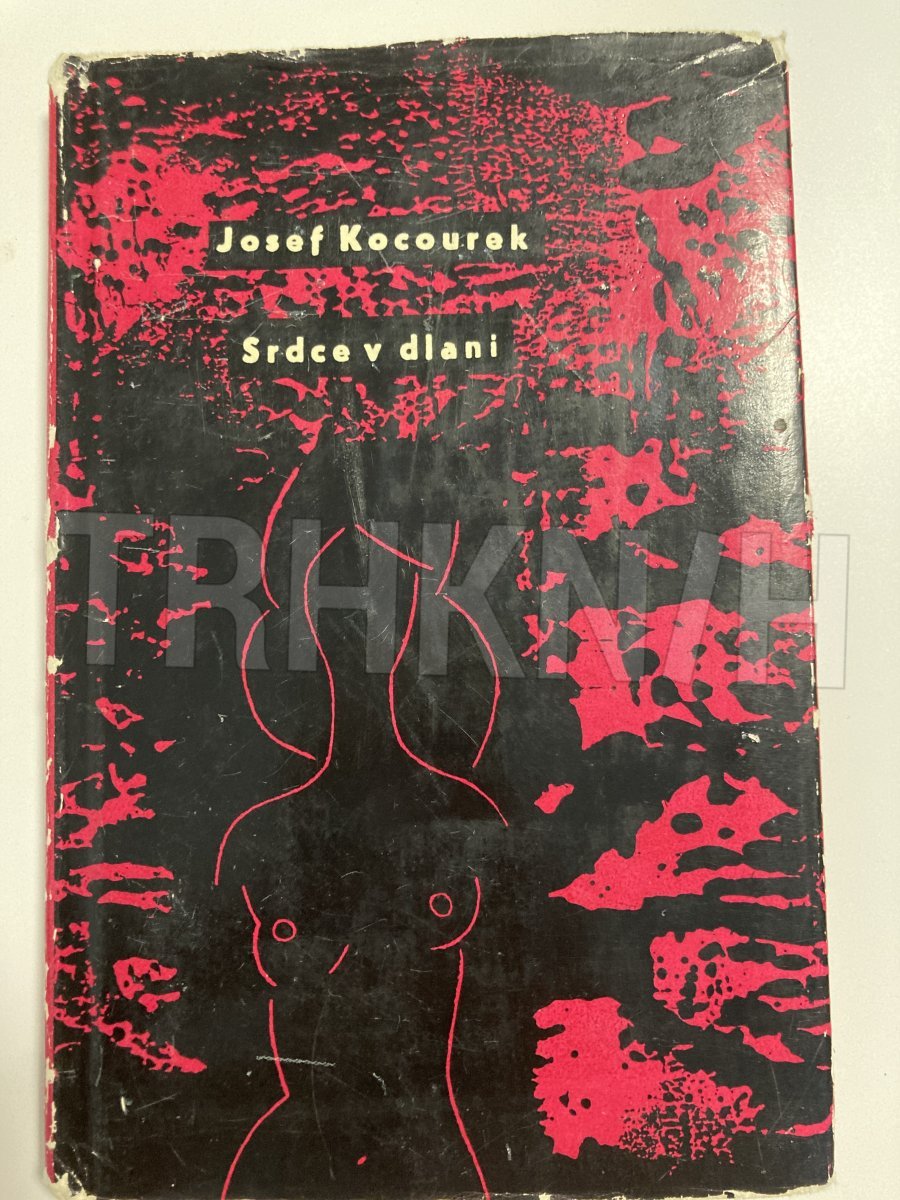 Josef Kocourek
Srdce v dlani
TRHKNIH